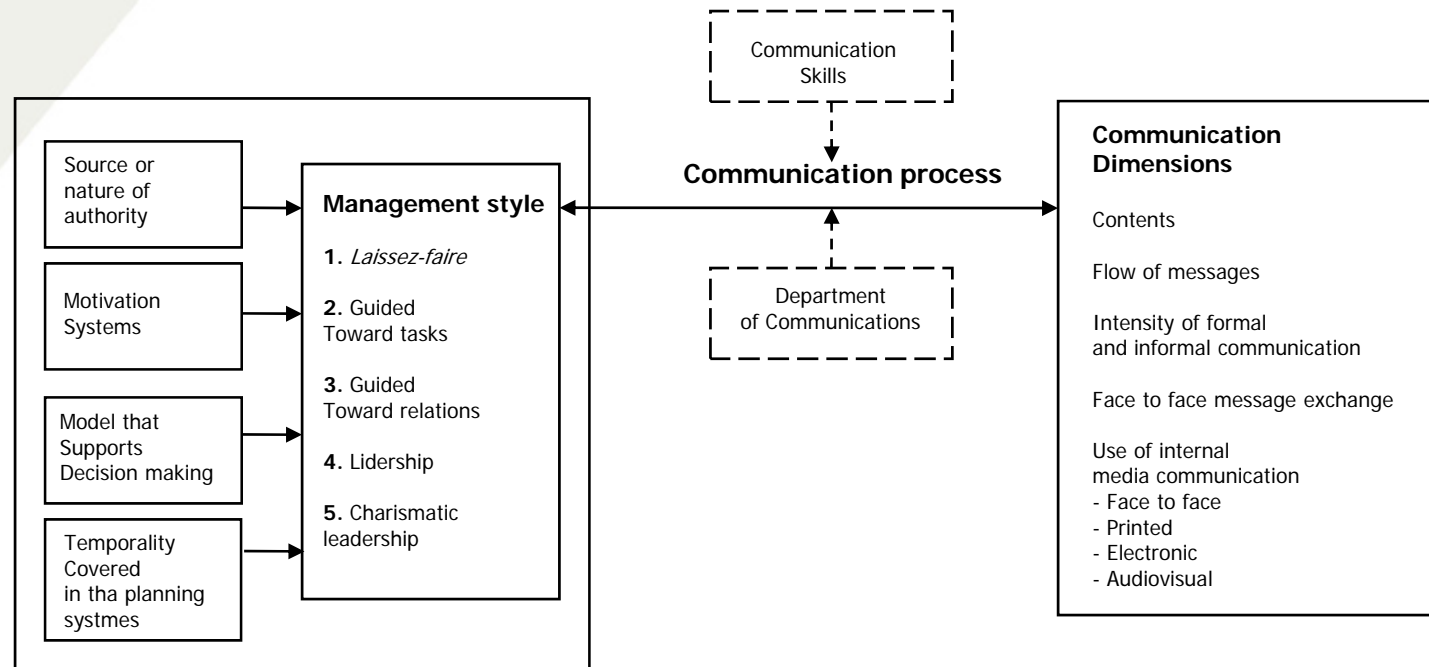 Communication
Skills
Source or
nature of
authority
Motivation
Systems
Model that
Supports
Decision making
Temporality
Covered
in tha planning
systmes
Management style
1. Laissez-faire
2. Guided
Toward tasks
3. Guided
Toward relations
4. Lidership
5. Charismatic
leadership
Communication process
Department
of Communications
Communication
Dimensions
Contents
Flow of messages
Intensity of formal
and informal communication
Face to face message exchange
Use of internal
media communication
- Face to face
- Printed
- Electronic
- Audiovisual